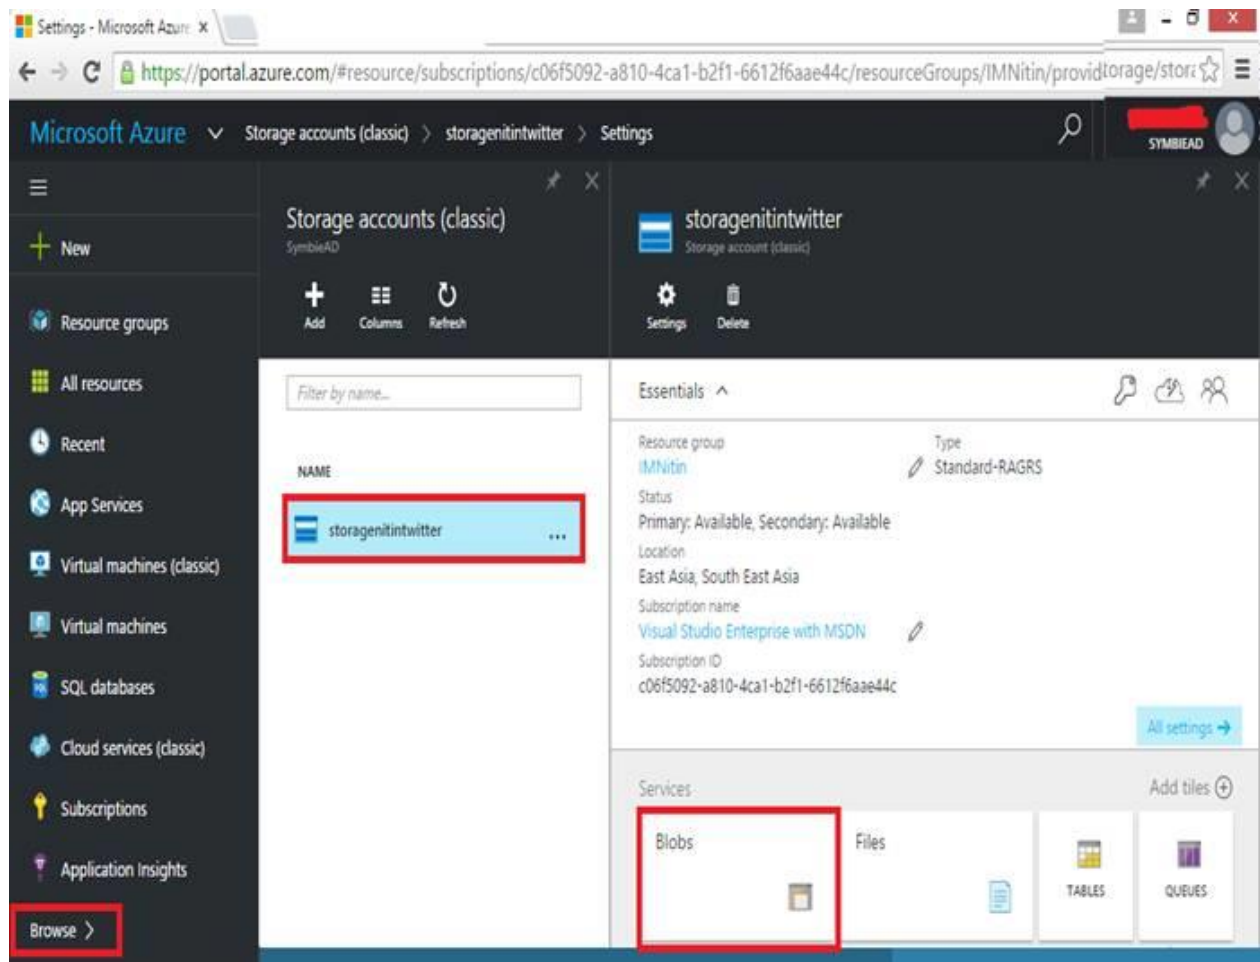 Settings - Microsoft Azure x
https://portal.azure.com/#resource/subscriptions/c06f5092-a810-4ca1-b2f1-6612f6aae44c/resourceGroups/IMNitin/providtorage/stora
Microsoft Azure Storage accounts (classic) > storagenitintwitter > Settings
SYMBIEAD
New
Resource groups
All resources
Recent
App Services
Virtual machines (classic)
Virtual machines
SQL databases
Cloud services (classic)
Subscriptions
Application Insights
Browse >
Storage accounts (classic)
SymbieAD
Add Columns Refresh
Filter by name...
NAME
storagenitintwitter ...
storagenitintwitter
Storage account (classic)
Settings Delete
Essentials
Resource group
IMNitin
Type
Standard-RAGRS
Status
Primary: Available, Secondary: Available
Location
East Asia, South East Asia
Subscription name
Visual Studio Enterprise with MSDN
Subscription ID
c06f5092-a810-4ca1-b2f1-6612f6aae44c
All settings →
Services
Add tiles
Blobs
Files
TABLES
QUEUES